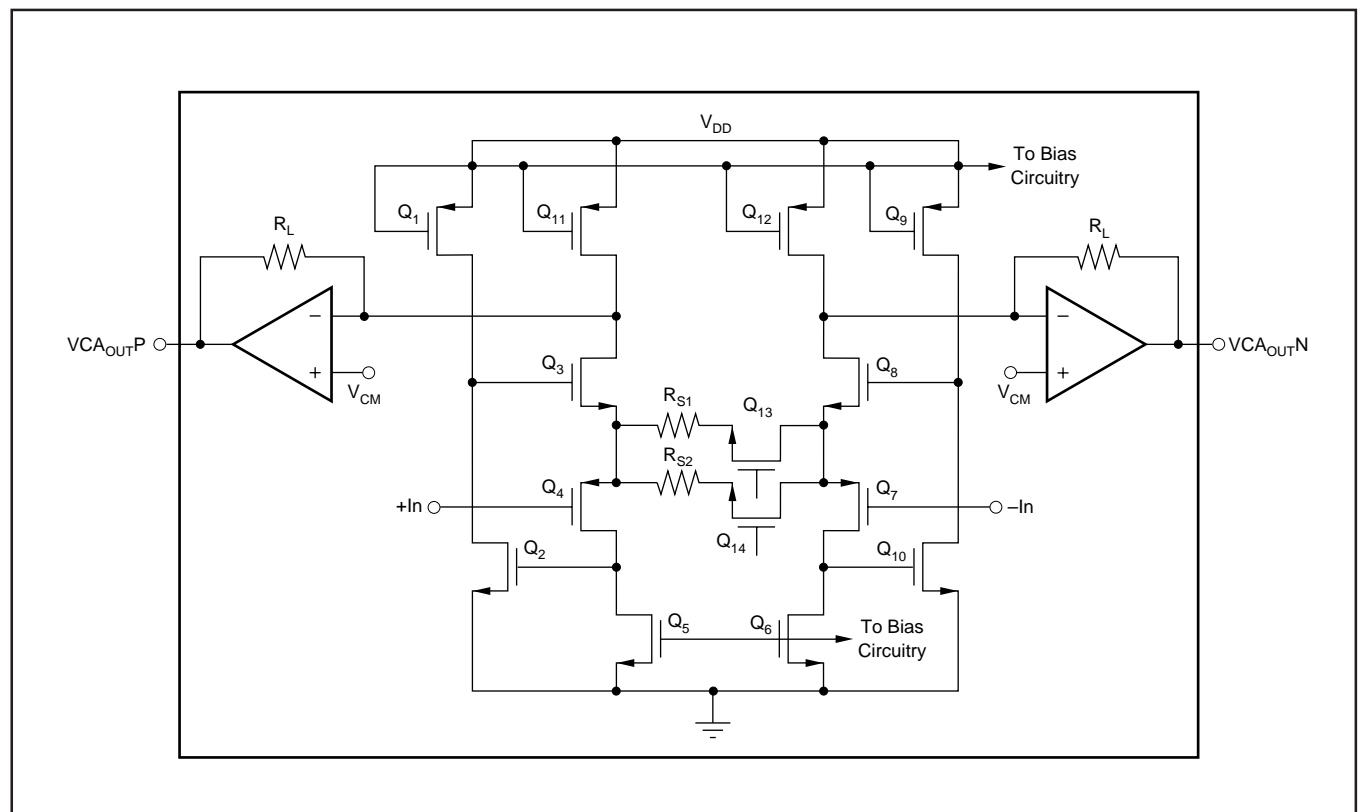 V_DD
To Bias
Circuitry
Q_1
Q_11
Q_12
Q_9
R_L
R_L
−
+
V_CM
VCA_OUTP
−
+
V_CM
VCA_OUTN
Q_3
Q_8
R_S1
Q_13
R_S2
Q_4
Q_7
+In
–In
Q_14
Q_2
Q_10
Q_5
Q_6
To Bias
Circuitry